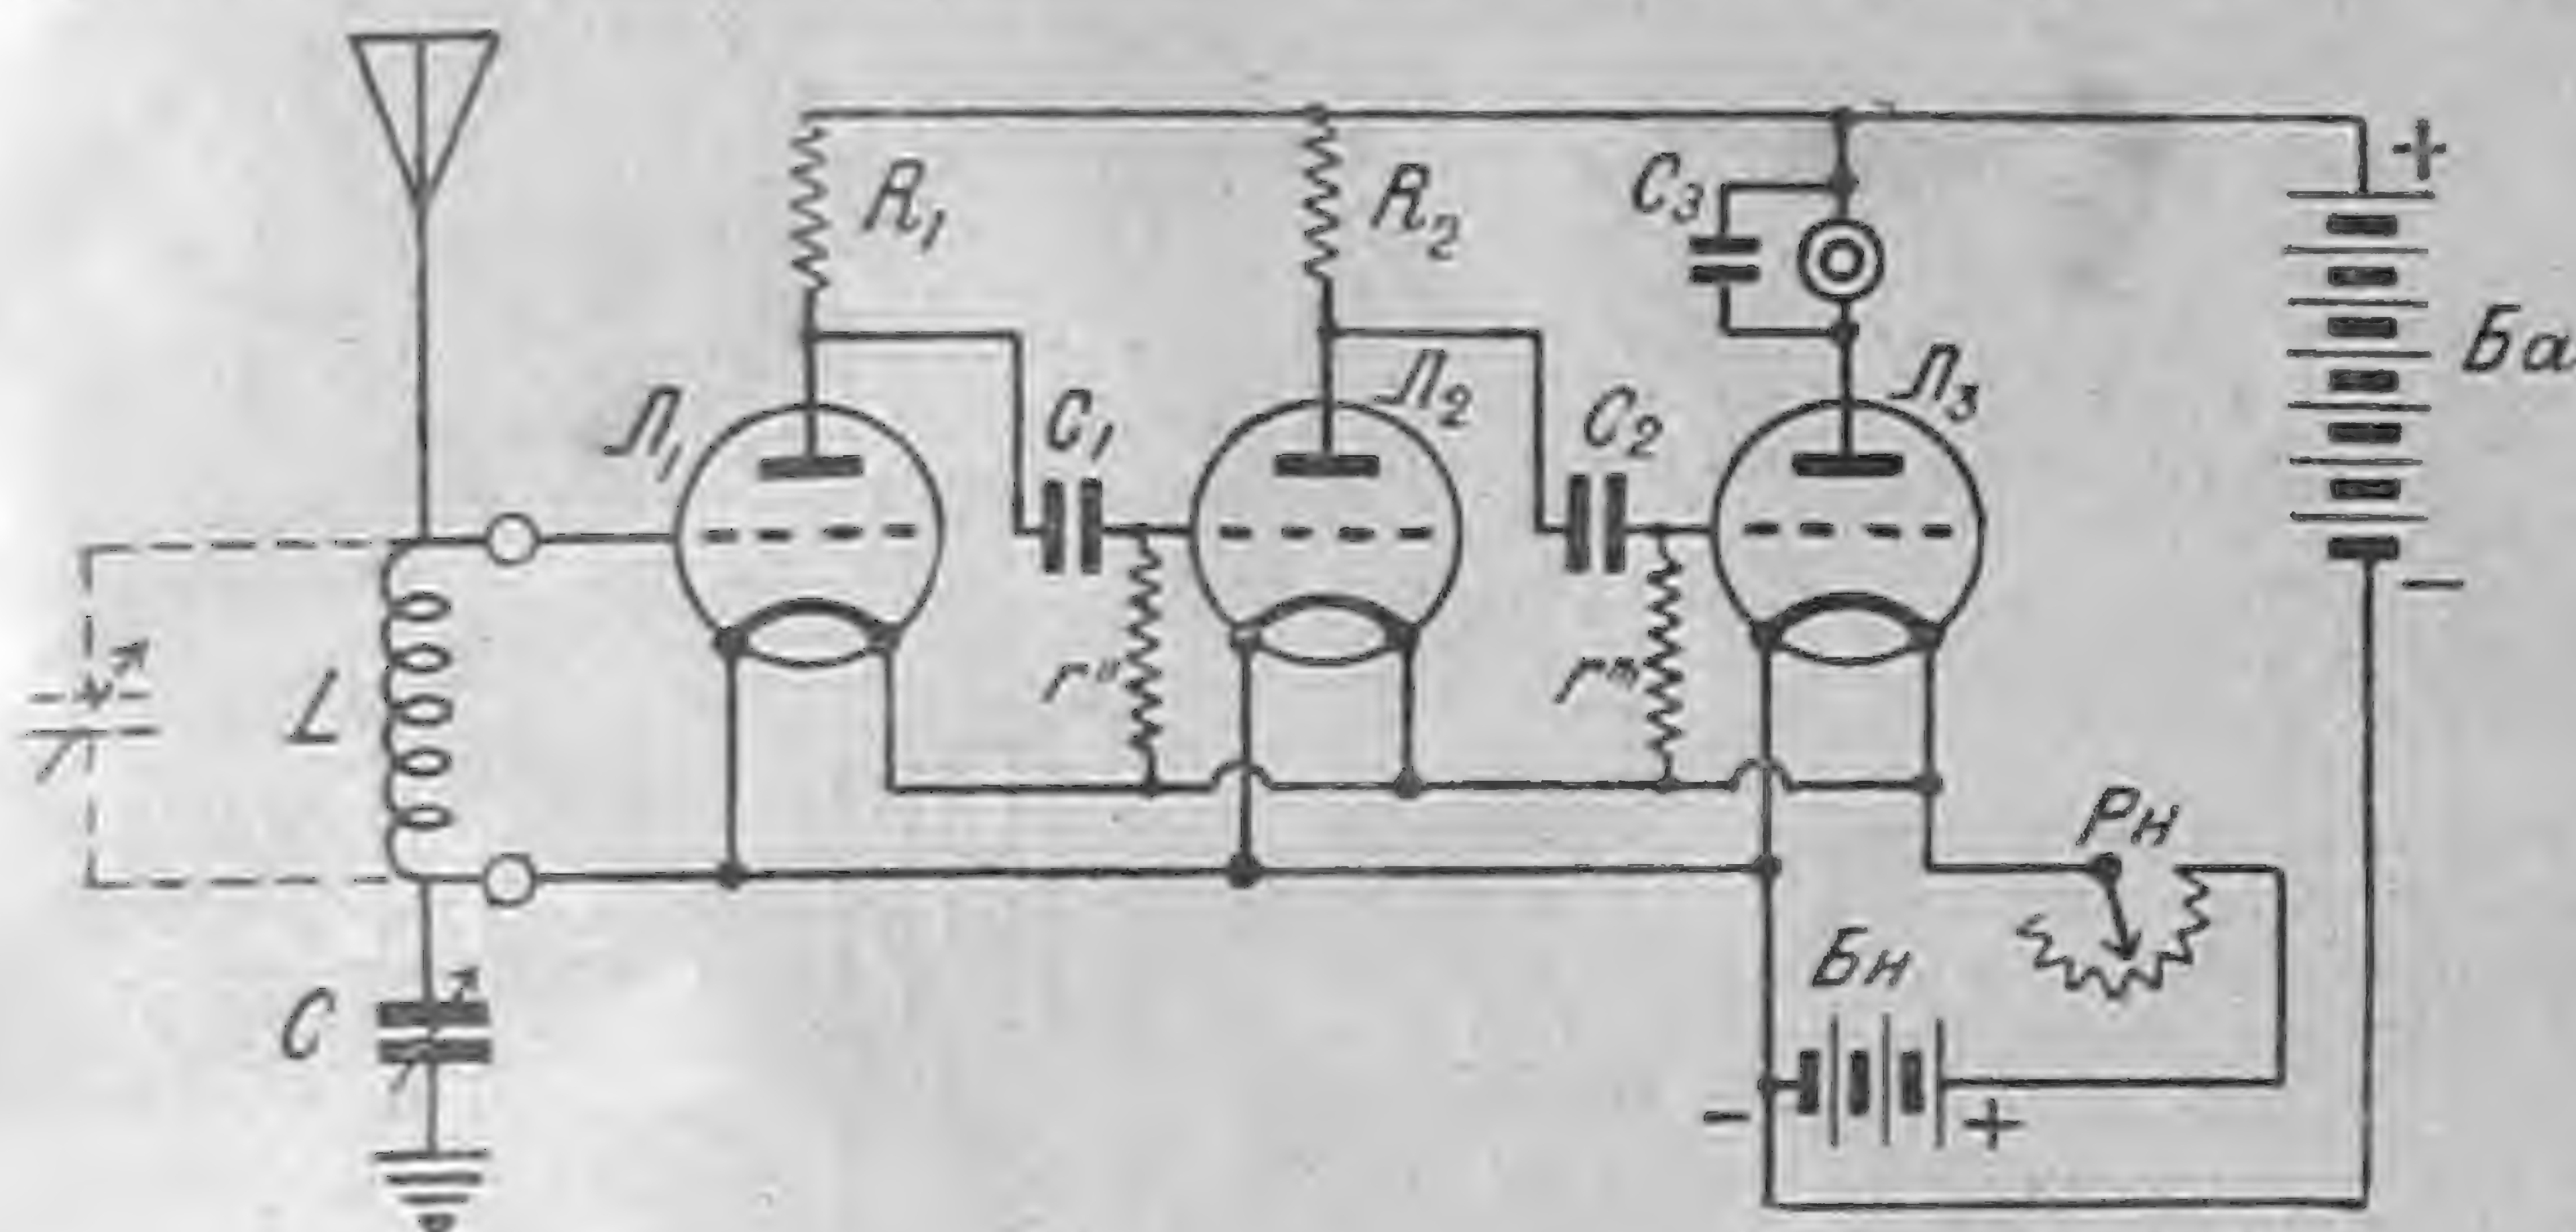 R₁
R₂
C₃
+
Ба
Л₁
C₁
Л₂
C₂
Л₃
−
L
r"
r'''
Рн
Бн
C
−
+